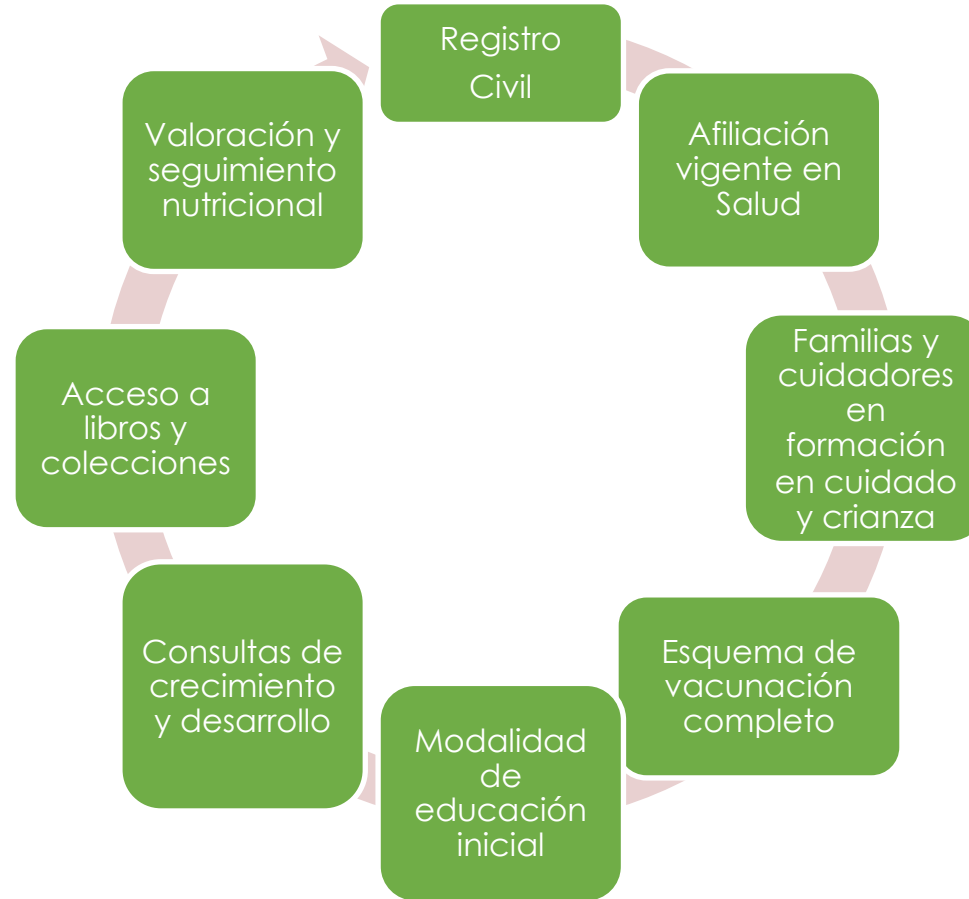 Registro
Civil
Afiliación
vigente en
Salud
Familias y
cuidadores
en
formación
en cuidado
y crianza
Esquema de
vacunación
completo
Modalidad
de
educación
inicial
Consultas de
crecimiento
y desarrollo
Acceso a
libros y
colecciones
Valoración y
seguimiento
nutricional